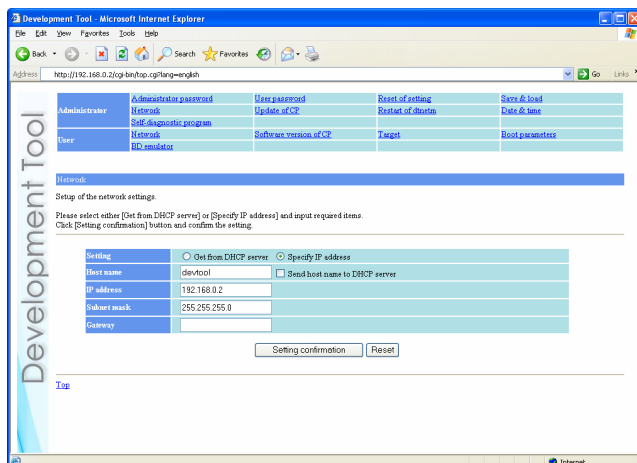 Development Tool - Microsoft Internet Explorer
File Edit View Favorites Tools Help
Back Search Favorites
Address http://192.168.0.2/cgi-bin/top.cgi?lang=english Go Links
Development Tool
Administrator
Administrator password User password Reset of setting Save & load
Network Update of CP Restart of dtnetm Date & time
Self-diagnostic program
User
Network Software version of CP Target Boot parameters
BD emulator
Network
Setup of the network settings.
Please select either [Get from DHCP server] or [Specify IP address] and input required items.
Click [Setting confirmation] button and confirm the setting.
Setting Get from DHCP server Specify IP address
Host name devtool Send host name to DHCP server
IP address 192.168.0.2
Subnet mask 255.255.255.0
Gateway
Setting confirmation Reset
Top
Internet